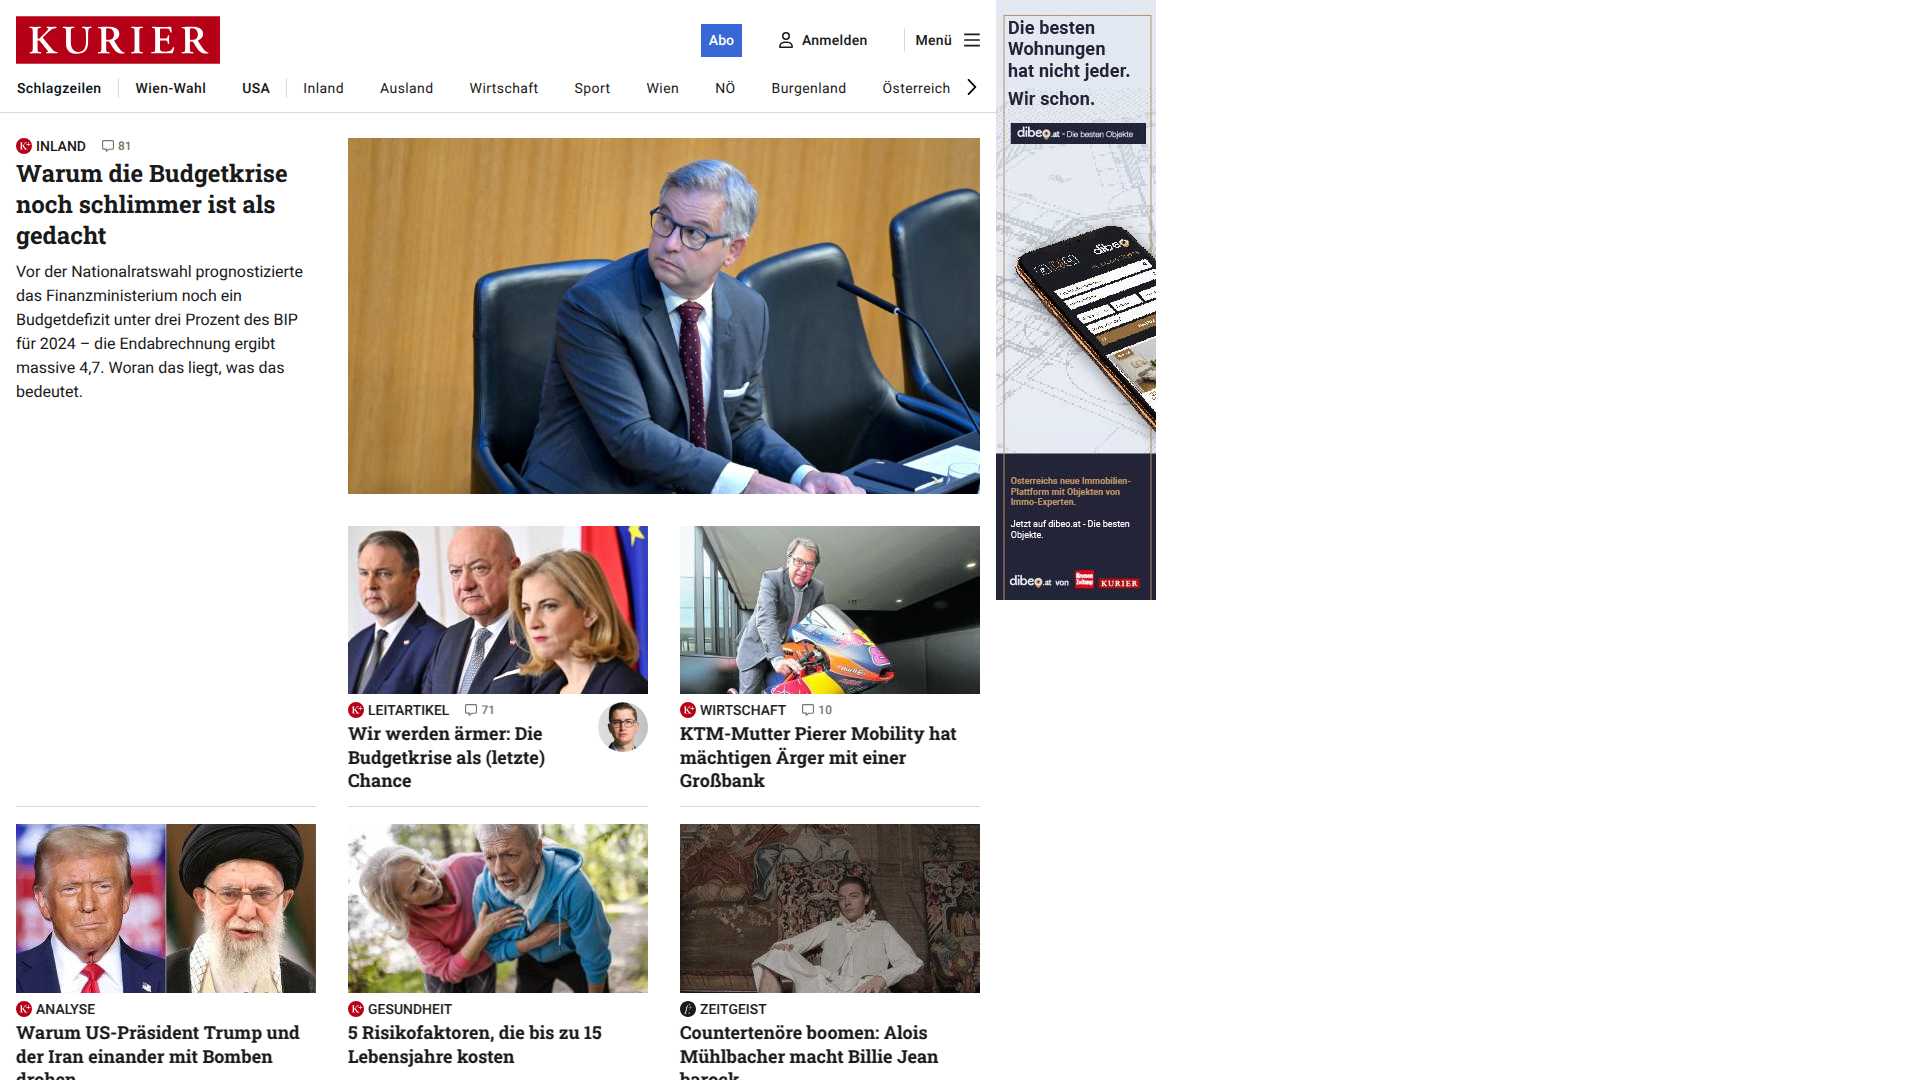 KURIER
Abo
Anmelden
Menü
Schlagzeilen
Wien-Wahl
USA
Inland
Ausland
Wirtschaft
Sport
Wien
NÖ
Burgenland
Österreich
INLAND 81
Warum die Budgetkrise
noch schlimmer ist als
gedacht
Vor der Nationalratswahl prognostizierte
das Finanzministerium noch ein
Budgetdefizit unter drei Prozent des BIP
für 2024 – die Endabrechnung ergibt
massive 4,7. Woran das liegt, was das
bedeutet.
LEITARTIKEL 71
Wir werden ärmer: Die
Budgetkrise als (letzte)
Chance
WIRTSCHAFT 10
KTM-Mutter Pierer Mobility hat
mächtigen Ärger mit einer
Großbank
ANALYSE
Warum US-Präsident Trump und
der Iran einander mit Bomben
drohen
GESUNDHEIT
5 Risikofaktoren, die bis zu 15
Lebensjahre kosten
ZEITGEIST
Countertenöre boomen: Alois
Mühlbacher macht Billie Jean
barock
Die besten
Wohnungen
hat nicht jeder.
Wir schon.
dibeo.at - Die besten Objekte
dibeo
Österreichs neue Immobilien-
Plattform mit Objekten von
Immo-Experten.
Jetzt auf dibeo.at - Die besten
Objekte.
dibeo.at von Kronen Zeitung KURIER